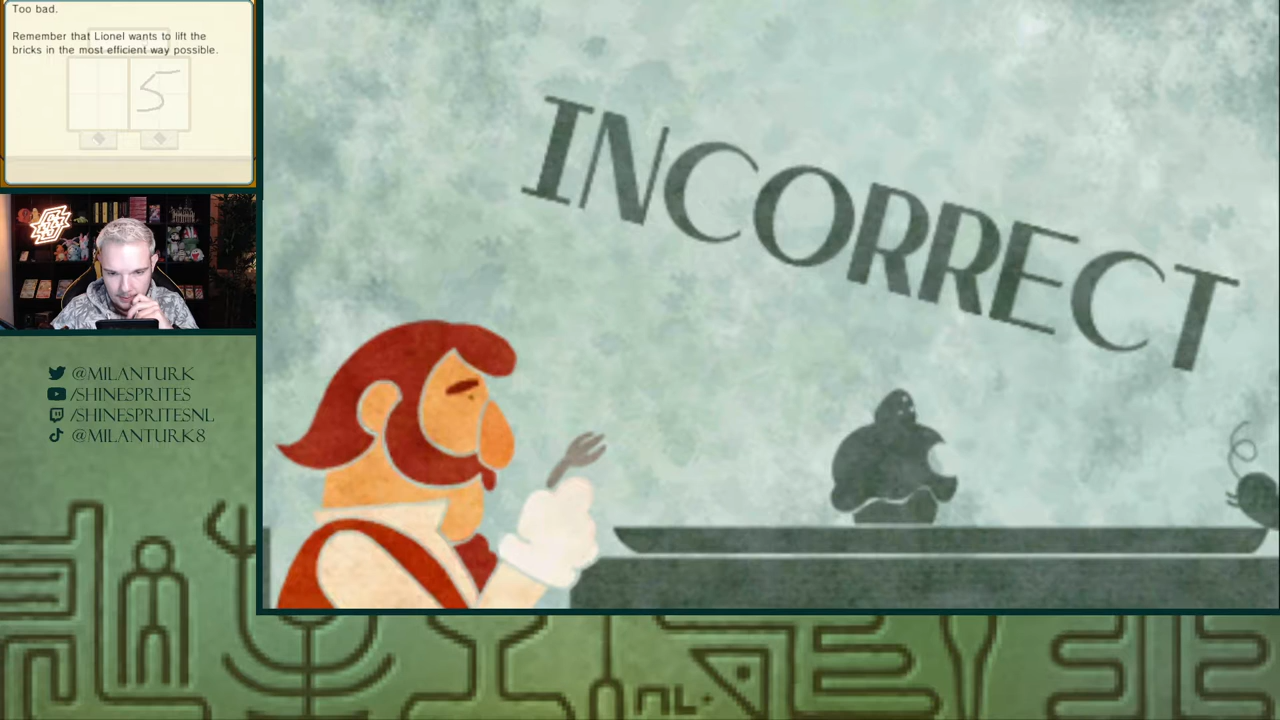 Too bad.
Remember that Lionel wants to lift the
bricks in the most efficient way possible.
5
INCORRECT
@MILANTURK
/SHINESPRITES
/SHINESPRITESNL
@MILANTURK8